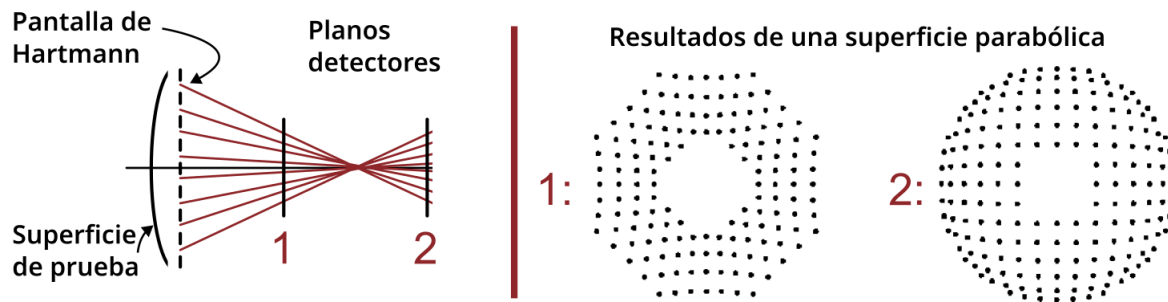 Pantalla de
Hartmann
Planos
detectores
1
2
Superficie
de prueba
Resultados de una superficie parabólica
1:
2: